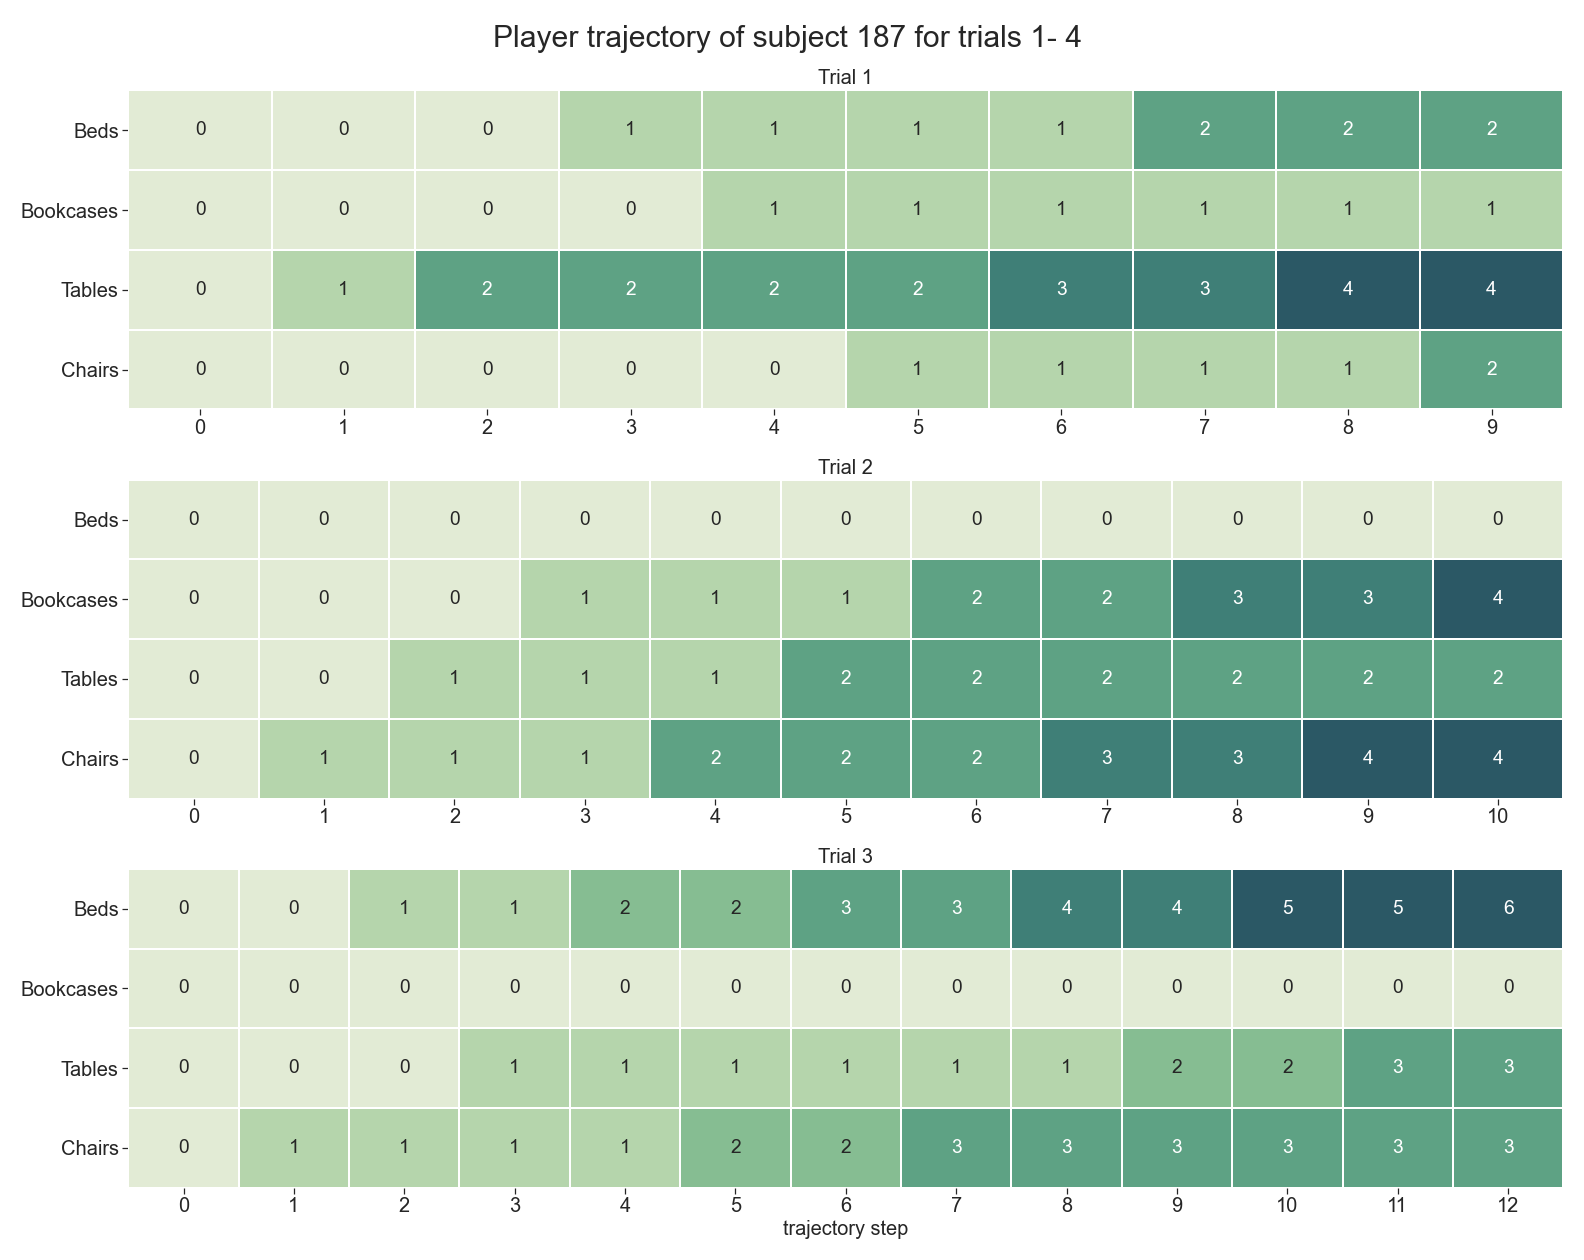 Player trajectory of subject 187 for trials 1- 4
Trial 1
Beds 0 0 0 1 1 1 1 2 2 2
Bookcases 0 0 0 0 1 1 1 1 1 1
Tables 0 1 2 2 2 2 3 3 4 4
Chairs 0 0 0 0 0 1 1 1 1 2
0 1 2 3 4 5 6 7 8 9
Trial 2
Beds 0 0 0 0 0 0 0 0 0 0 0
Bookcases 0 0 0 1 1 1 2 2 3 3 4
Tables 0 0 1 1 1 2 2 2 2 2 2
Chairs 0 1 1 1 2 2 2 3 3 4 4
0 1 2 3 4 5 6 7 8 9 10
Trial 3
Beds 0 0 1 1 2 2 3 3 4 4 5 5 6
Bookcases 0 0 0 0 0 0 0 0 0 0 0 0 0
Tables 0 0 0 1 1 1 1 1 1 2 2 3 3
Chairs 0 1 1 1 1 2 2 3 3 3 3 3 3
0 1 2 3 4 5 6 7 8 9 10 11 12
trajectory step